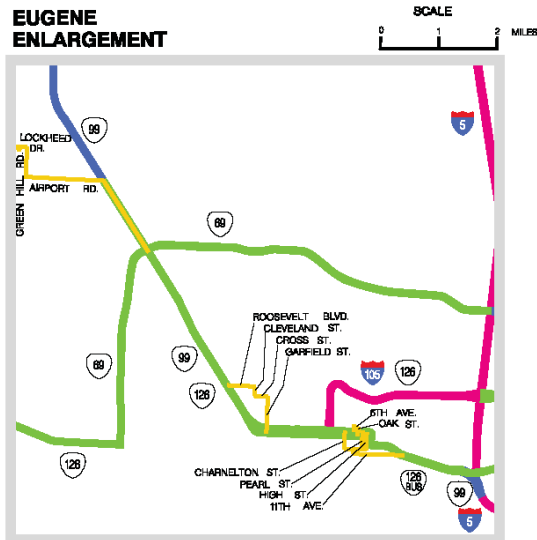 EUGENE
ENLARGEMENT
SCALE
0 1 2 MILES
5
99
LOCKHEED
DR.
GREEN HILL RD.
AIRPORT RD.
69
ROOSEVELT BLVD.
CLEVELAND ST.
CROSS ST.
GARFIELD ST.
69
99
126
105
126
6TH AVE.
OAK ST.
126
CHARNELTON ST.
PEARL ST.
HIGH ST.
11TH AVE.
126
BUS
99
5